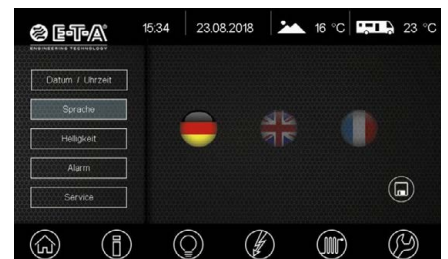 E-T-A
ENGINEERING TECHNOLOGY
15:34
23.08.2018
16 °C
23 °C
Datum / Uhrzeit
Sprache
Helligkeit
Alarm
Service